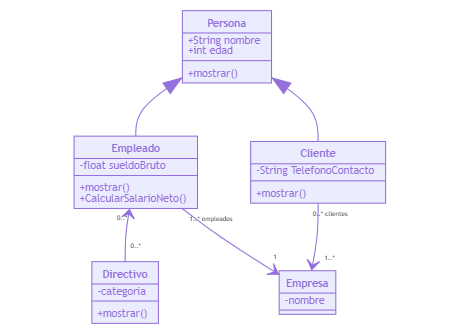 Persona
+String nombre
+int edad
+mostrar()
Empleado
-float sueldoBruto
+mostrar()
+CalcularSalarioNeto()
Cliente
-String TelefonoContacto
+mostrar()
0..*
1..* empleados
0..* clientes
0..*
1
1..*
Directivo
-categoria
+mostrar()
Empresa
-nombre